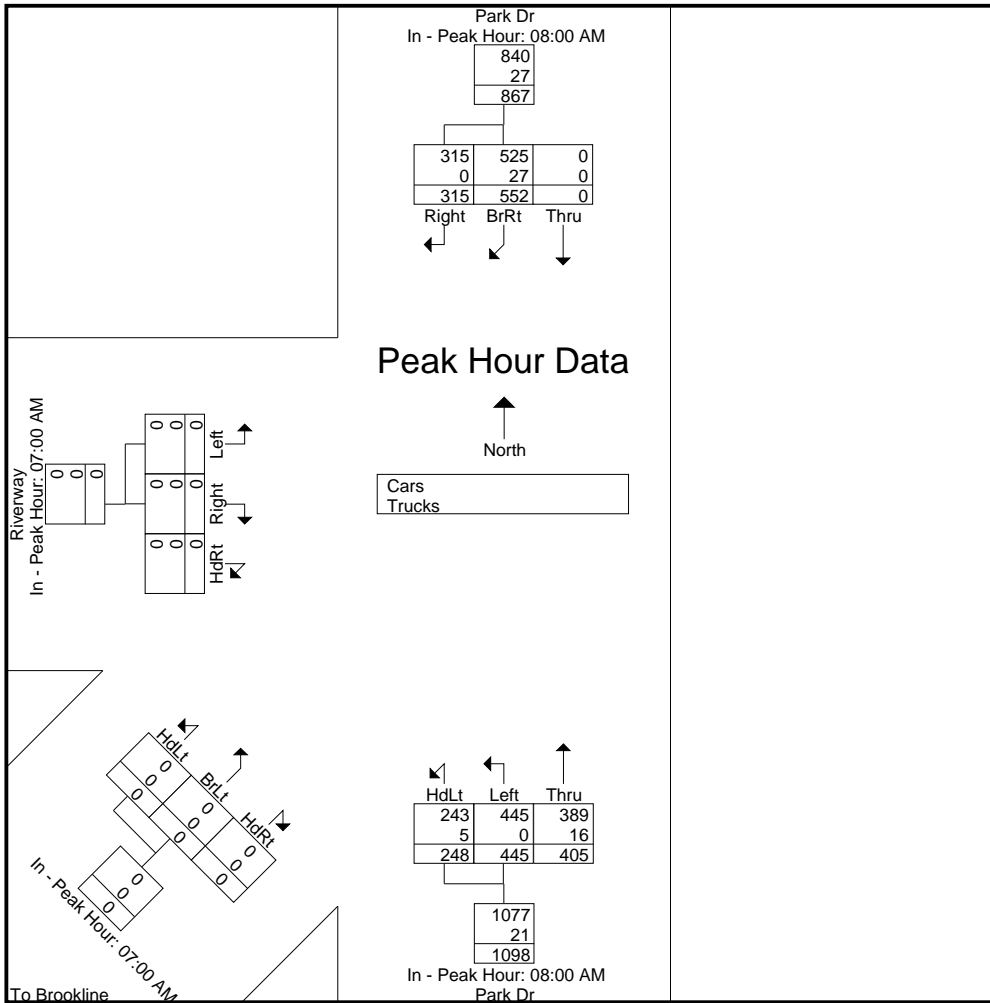 Park Dr
In - Peak Hour: 08:00 AM
840
27
867
315 525 0
0 27 0
315 552 0
Right BrRt Thru
Peak Hour Data
North
Cars
Trucks
Riverway
In - Peak Hour: 07:00 AM
0 0 0
0 0 0
Left
0 0 0
Right
0 0 0
HdRt
HdLt
0
0
0
BrLt
0
0
0
HdRt
0
0
0
0
0
0
In - Peak Hour: 07:00 AM
To Brookline
HdLt Left Thru
243 445 389
5 0 16
248 445 405
1077
21
1098
In - Peak Hour: 08:00 AM
Park Dr